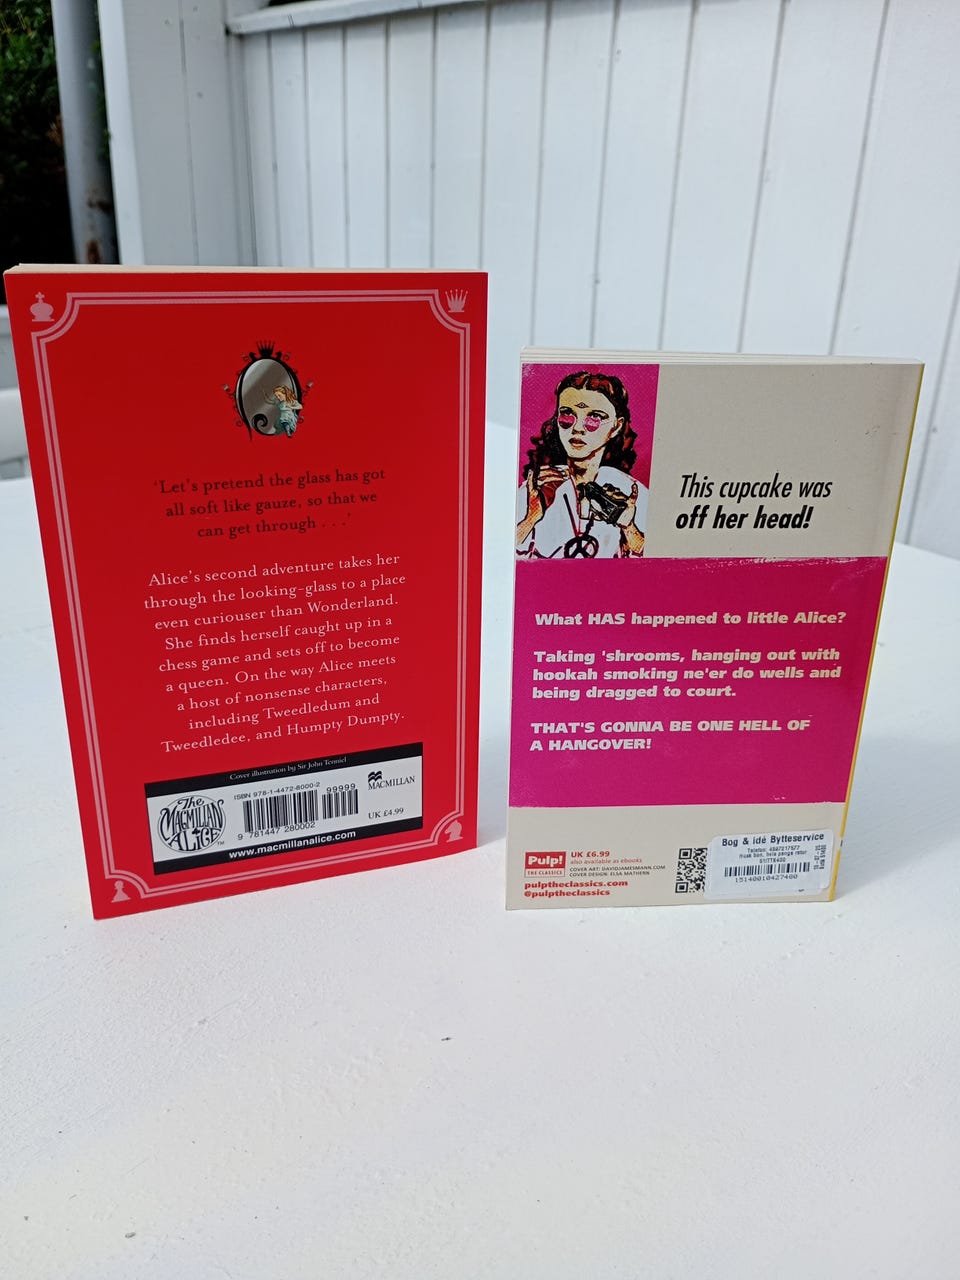 'Let's pretend the glass has got
all soft like gauze, so that we
can get through . . .'
Alice's second adventure takes her
through the looking-glass to a place
even curiouser than Wonderland.
She finds herself caught up in a
chess game and sets off to become
a queen. On the way Alice meets
a host of nonsense characters,
including Tweedledum and
Tweedledee, and Humpty Dumpty.
Cover illustration by Sir John Tenniel
The
MACMILLAN
ALICE
TM
ISBN 978-1-4472-8000-2
99999
9 781447 280002
MACMILLAN
UK £4.99
www.macmillanalice.com
This cupcake was
off her head!
What HAS happened to little Alice?
Taking 'shrooms, hanging out with
hookah smoking ne'er do wells and
being dragged to court.
THAT'S GONNA BE ONE HELL OF
A HANGOVER!
Pulp!
THE CLASSICS
UK £6.99
also available as ebooks
COVER ART: DAVIDJAMESMANN.COM
COVER DESIGN: ELSA MATHERN
pulptheclassics.com
@pulptheclassics
Bog & idé Bytteservice
15140010427400